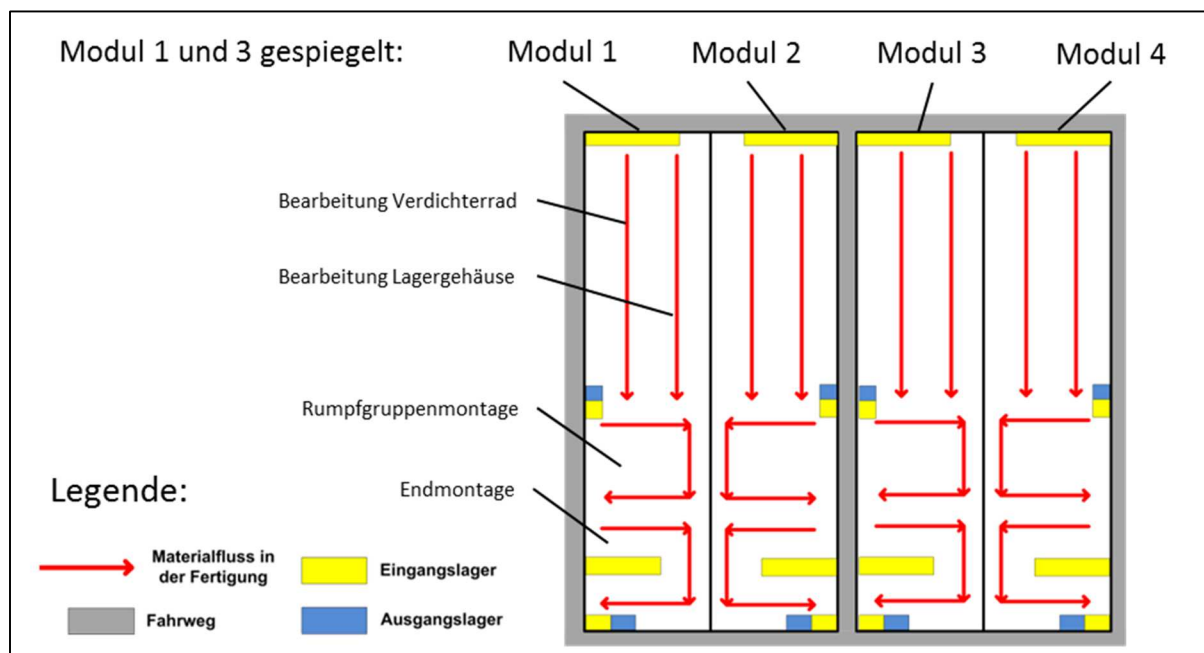 Modul 1 und 3 gespiegelt:
Modul 1
Modul 2
Modul 3
Modul 4
Bearbeitung Verdichterrad
Bearbeitung Lagergehäuse
Rumpfgruppenmontage
Endmontage
Legende:
Materialfluss in
der Fertigung
Eingangslager
Fahrweg
Ausgangslager